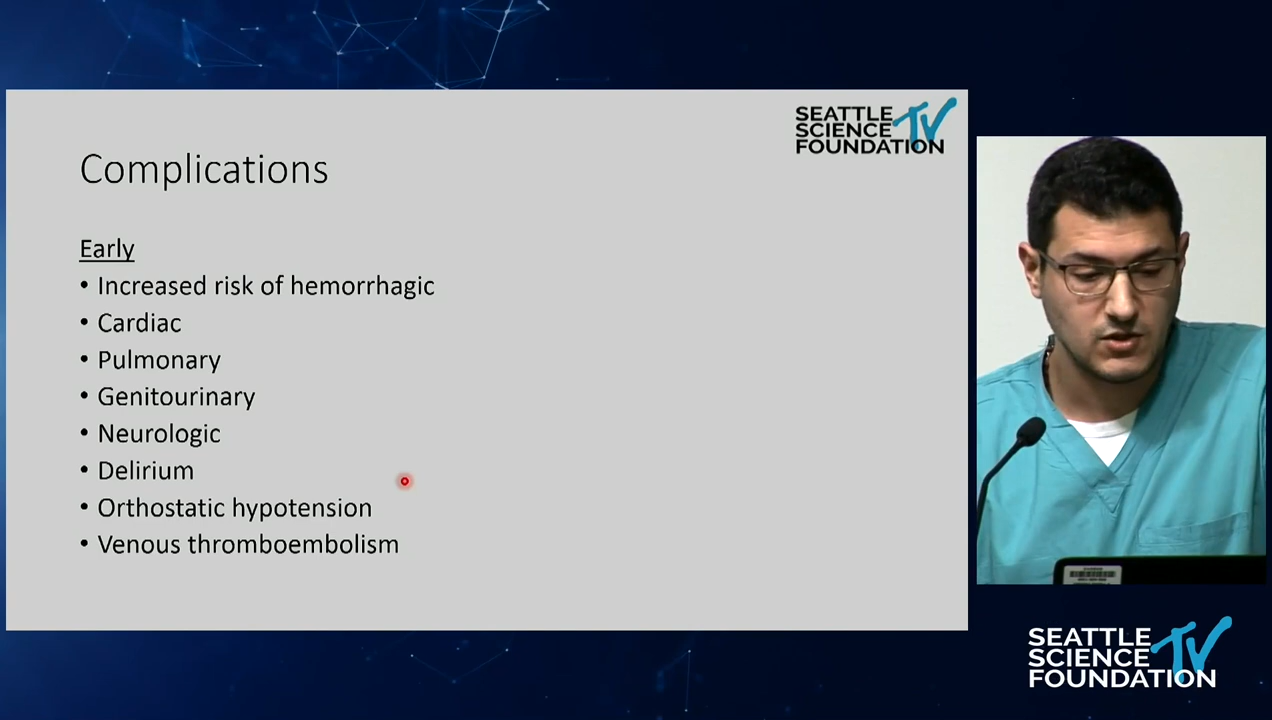 SEATTLE
SCIENCE TV
FOUNDATION
Complications
Early
• Increased risk of hemorrhagic
• Cardiac
• Pulmonary
• Genitourinary
• Neurologic
• Delirium
• Orthostatic hypotension
• Venous thromboembolism
SEATTLE
SCIENCE TV
FOUNDATION